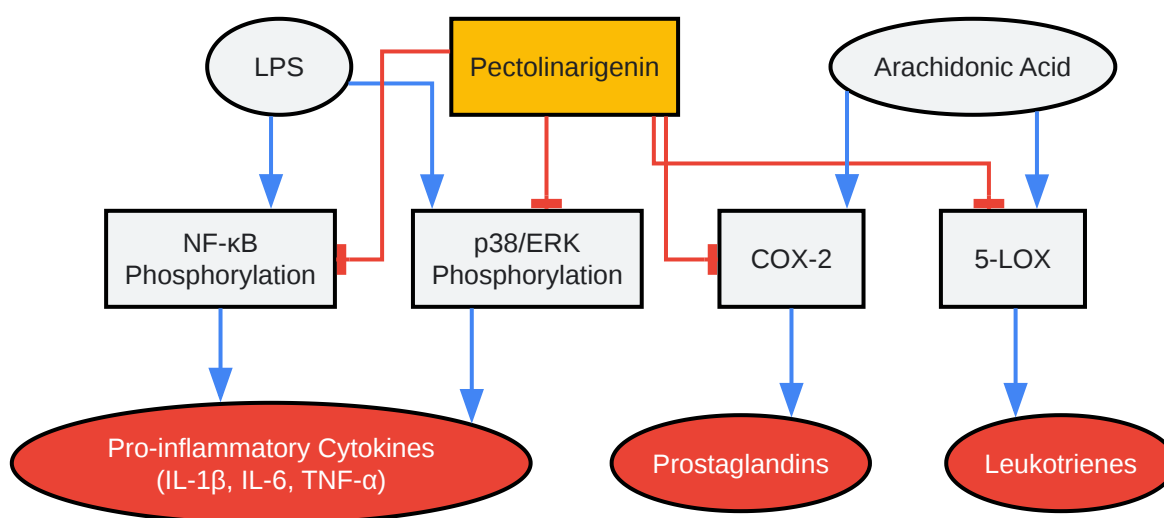 LPS
Pectolinarigenin
Arachidonic Acid
NF-κB
Phosphorylation
p38/ERK
Phosphorylation
COX-2
5-LOX
Pro-inflammatory Cytokines
(IL-1β, IL-6, TNF-α)
Prostaglandins
Leukotrienes